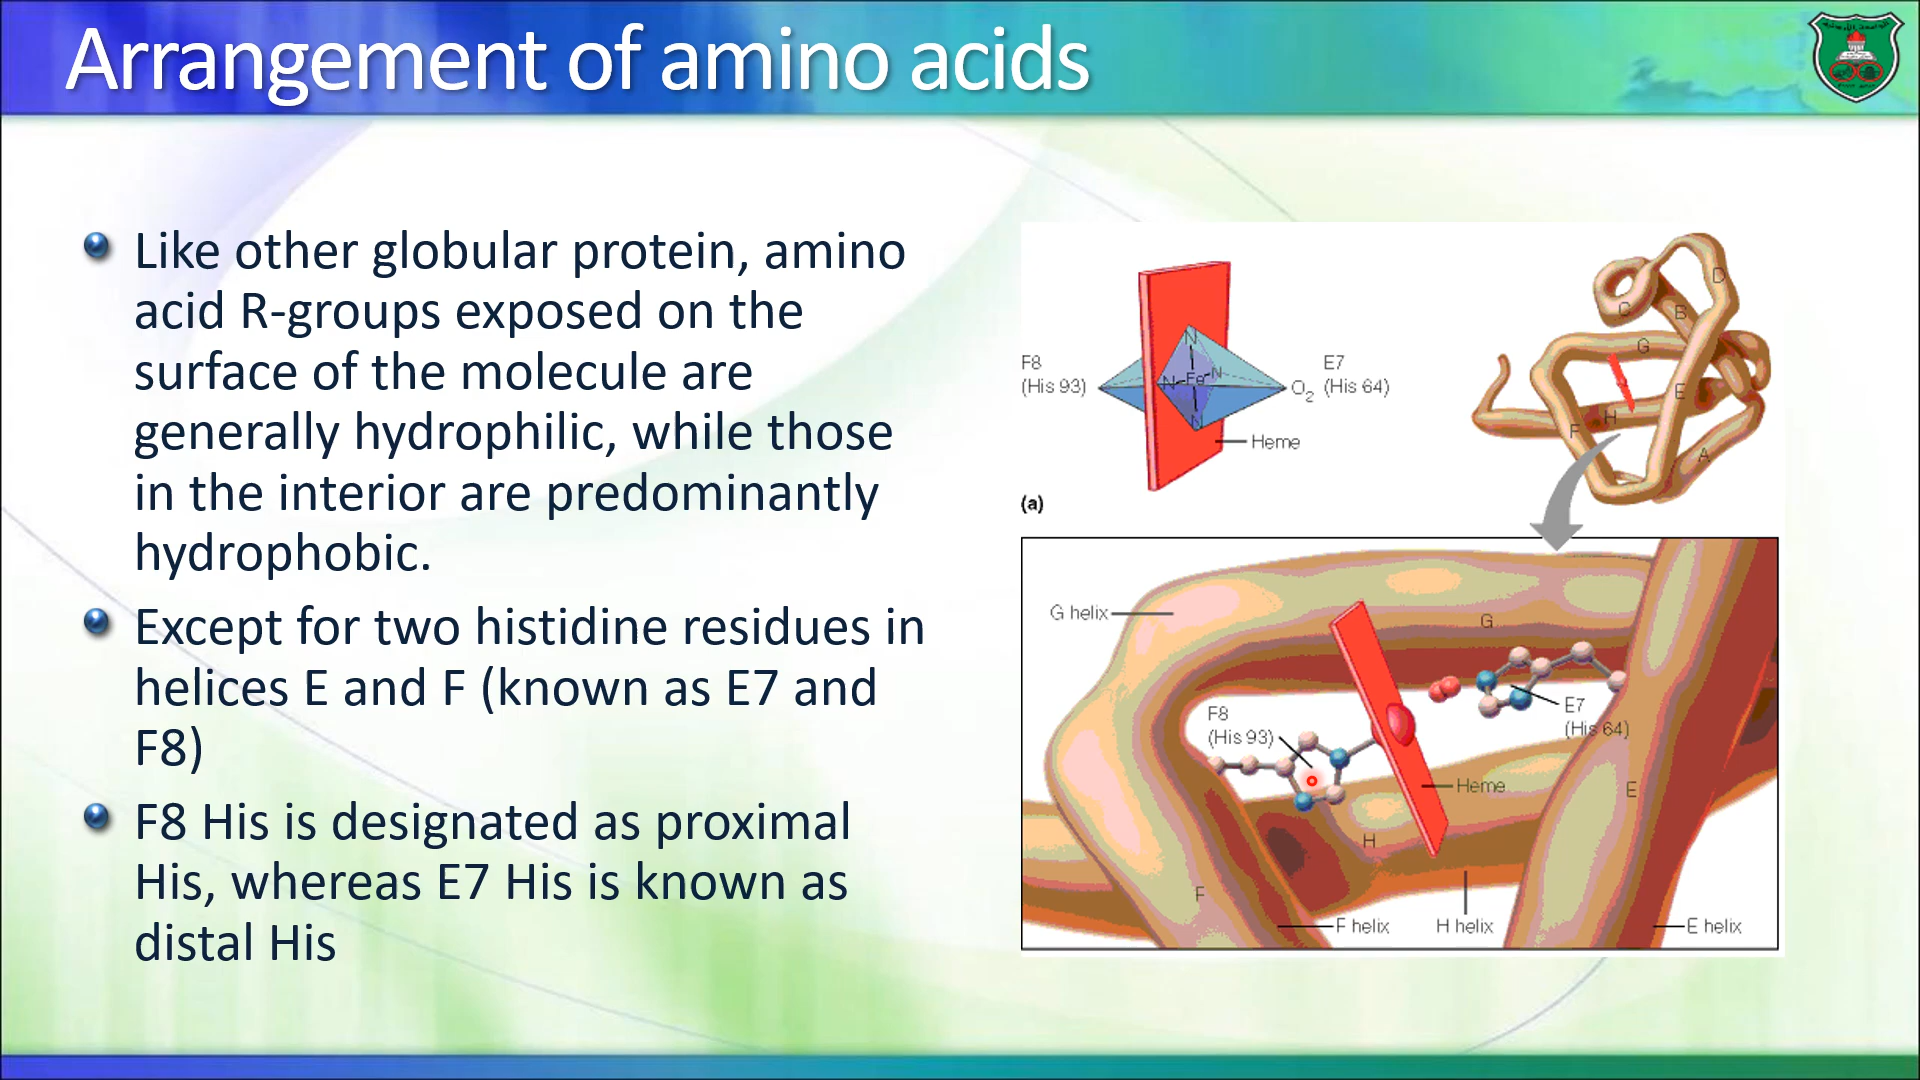 Arrangement of amino acids
Like other globular protein, amino
acid R-groups exposed on the
surface of the molecule are
generally hydrophilic, while those
in the interior are predominantly
hydrophobic.
Except for two histidine residues in
helices E and F (known as E7 and
F8)
F8 His is designated as proximal
His, whereas E7 His is known as
distal His
F8
(His 93)
N
N
Fe
N
N
O2
E7
(His 64)
Heme
(a)
D
C
B
G
E
H
F
A
G helix
G
F8
(His 93)
E7
(His 64)
Heme
E
H
F
F helix
H helix
E helix